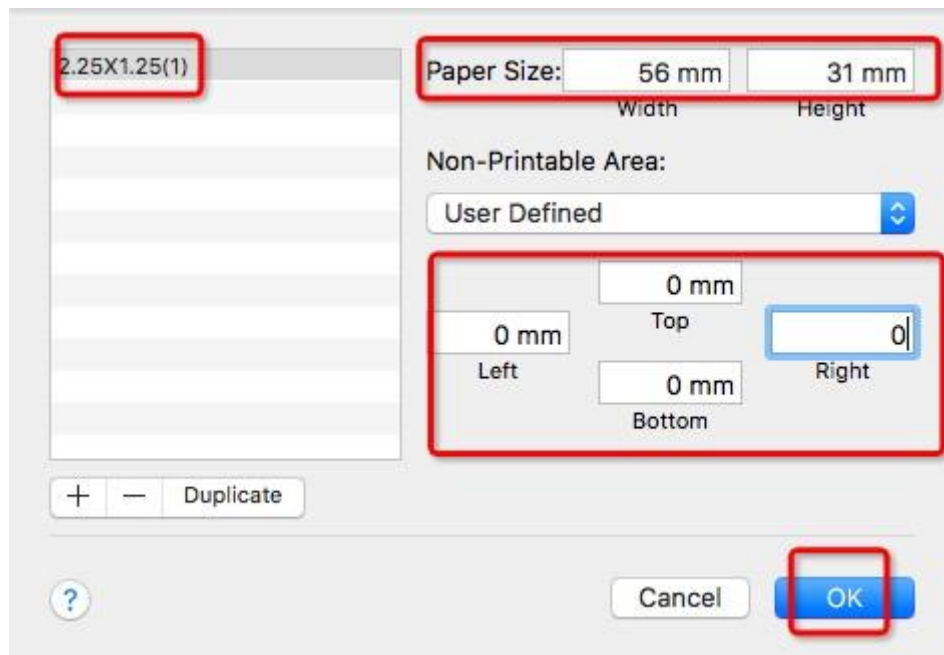 2.25X1.25(1)
Paper Size: 56 mm 31 mm
Width Height
Non-Printable Area:
User Defined
0 mm
Top
0 mm 0
Left Right
0 mm
Bottom
+ − Duplicate
? Cancel OK